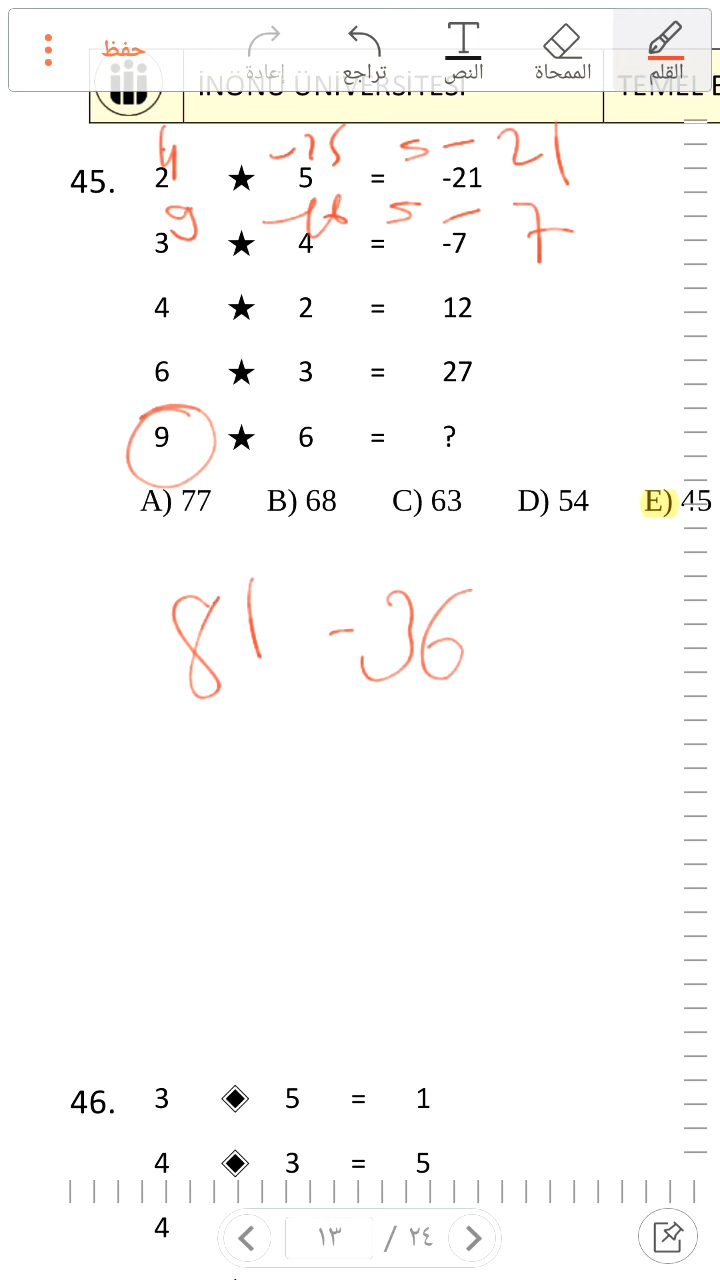 حفظ إعادة تراجع النص الممحاة القلم
İNÖNÜ ÜNİVERSİTESİ TEMEL
4 -25 = -21
45. 2 ★ 5 = -21
9 -16 = -7
3 ★ 4 = -7
4 ★ 2 = 12
6 ★ 3 = 27
9 ★ 6 = ?
A) 77 B) 68 C) 63 D) 54 E) 45
81 -36
46. 3 ◈ 5 = 1
4 ◈ 3 = 5
4
١٣ / ٢٤